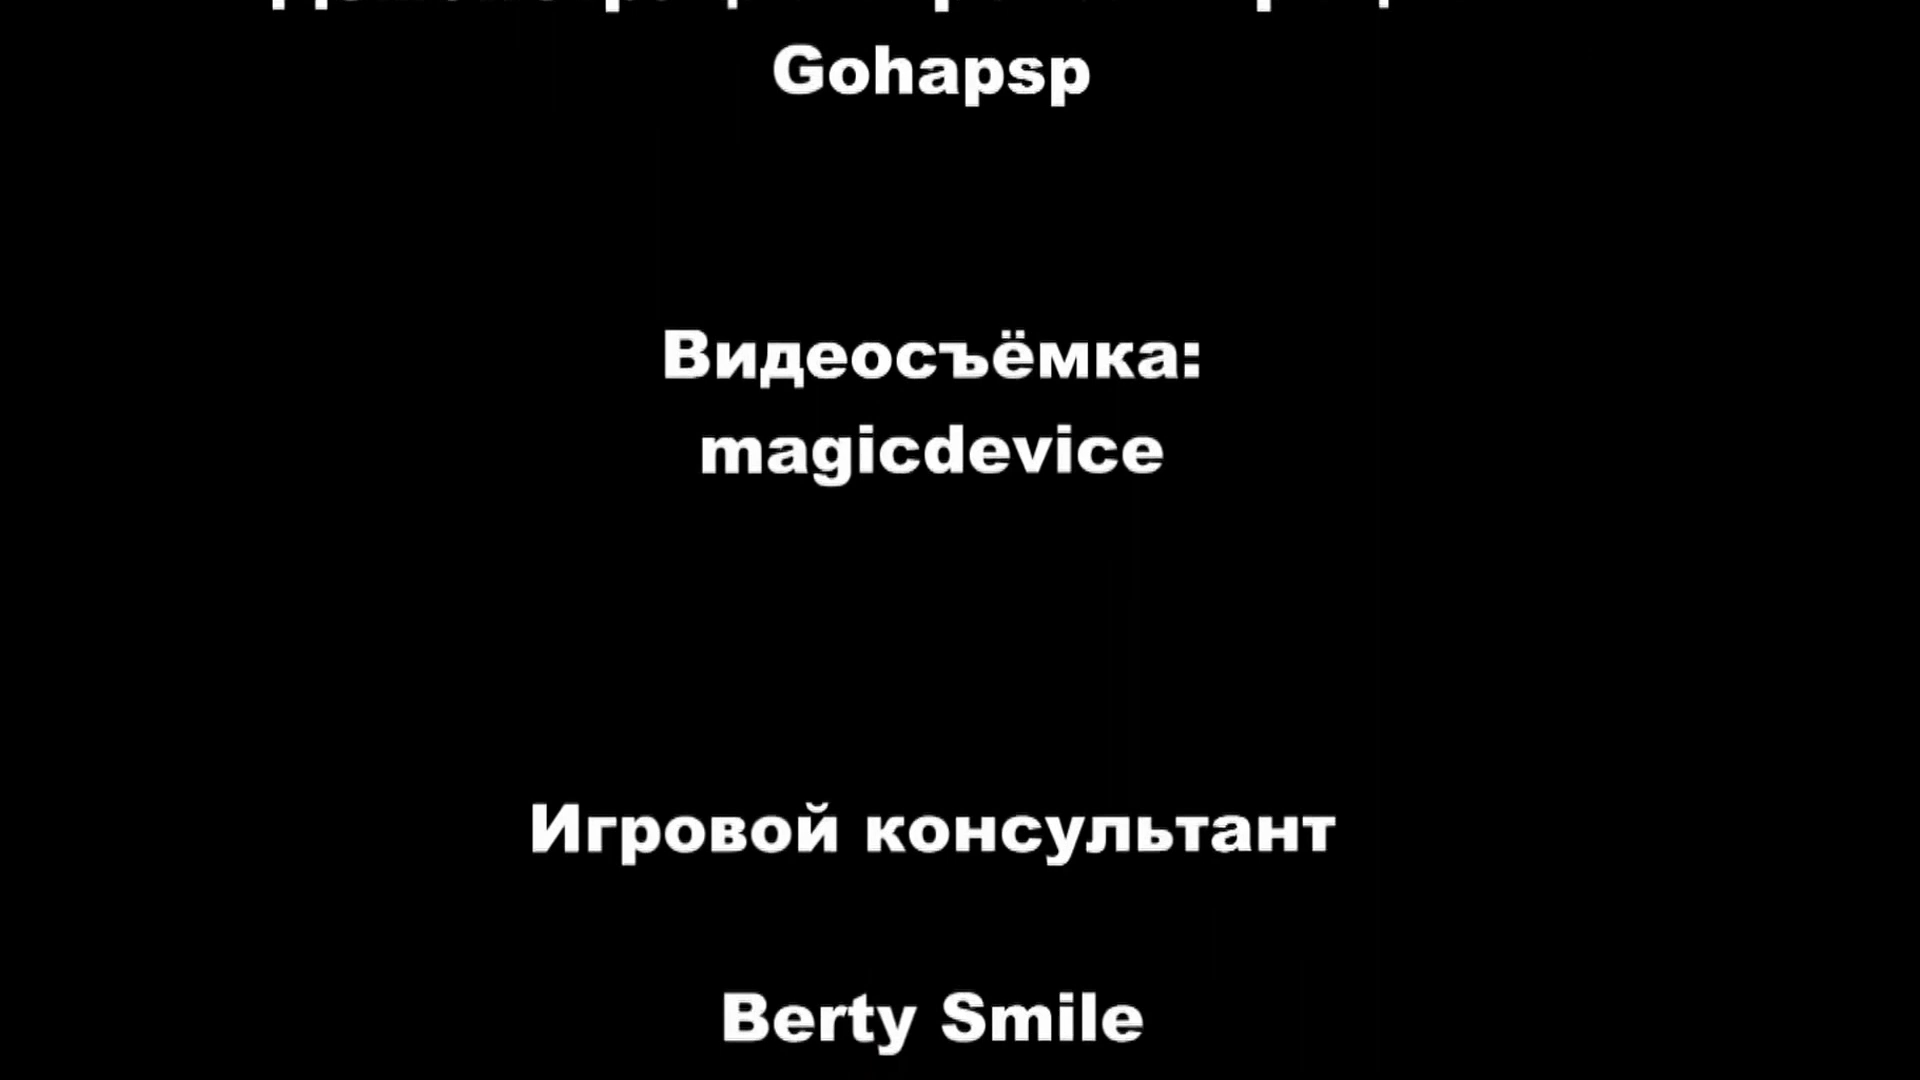 Gohapsp
Видеосъёмка:
magicdevice
Игровой консультант
Berty Smile